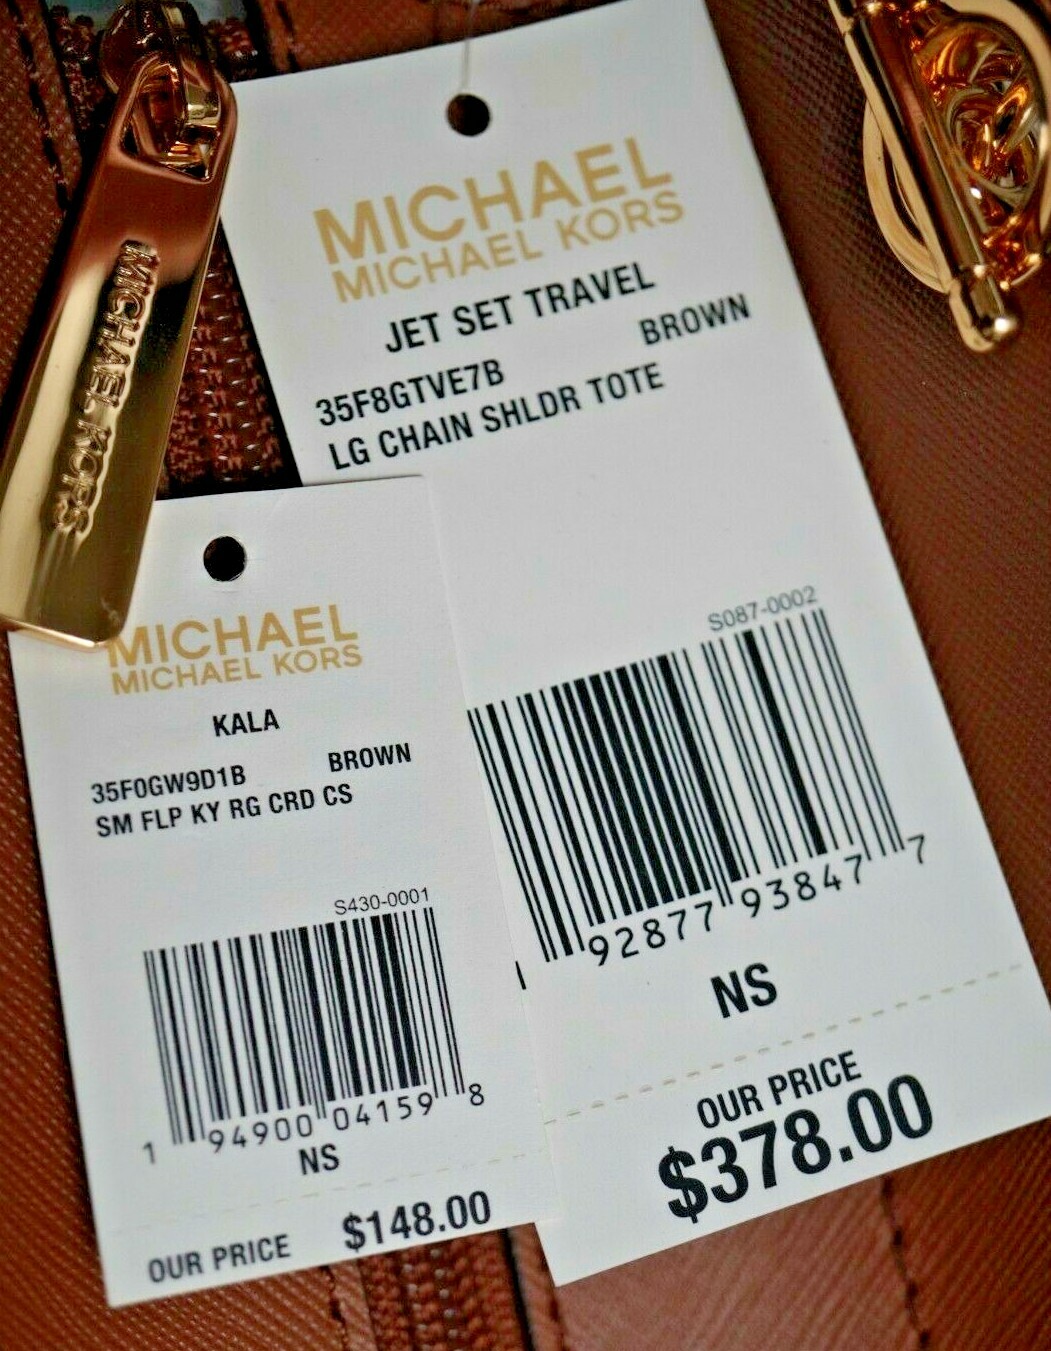 MICHAEL KORS
MICHAEL
MICHAEL KORS
JET SET TRAVEL
35F8GTVE7B BROWN
LG CHAIN SHLDR TOTE
S087-0002
92877 93847 7
NS
OUR PRICE
$378.00
MICHAEL
MICHAEL KORS
KALA
35F0GW9D1B BROWN
SM FLP KY RG CRD CS
S430-0001
1 94900 04159 8
NS
OUR PRICE $148.00